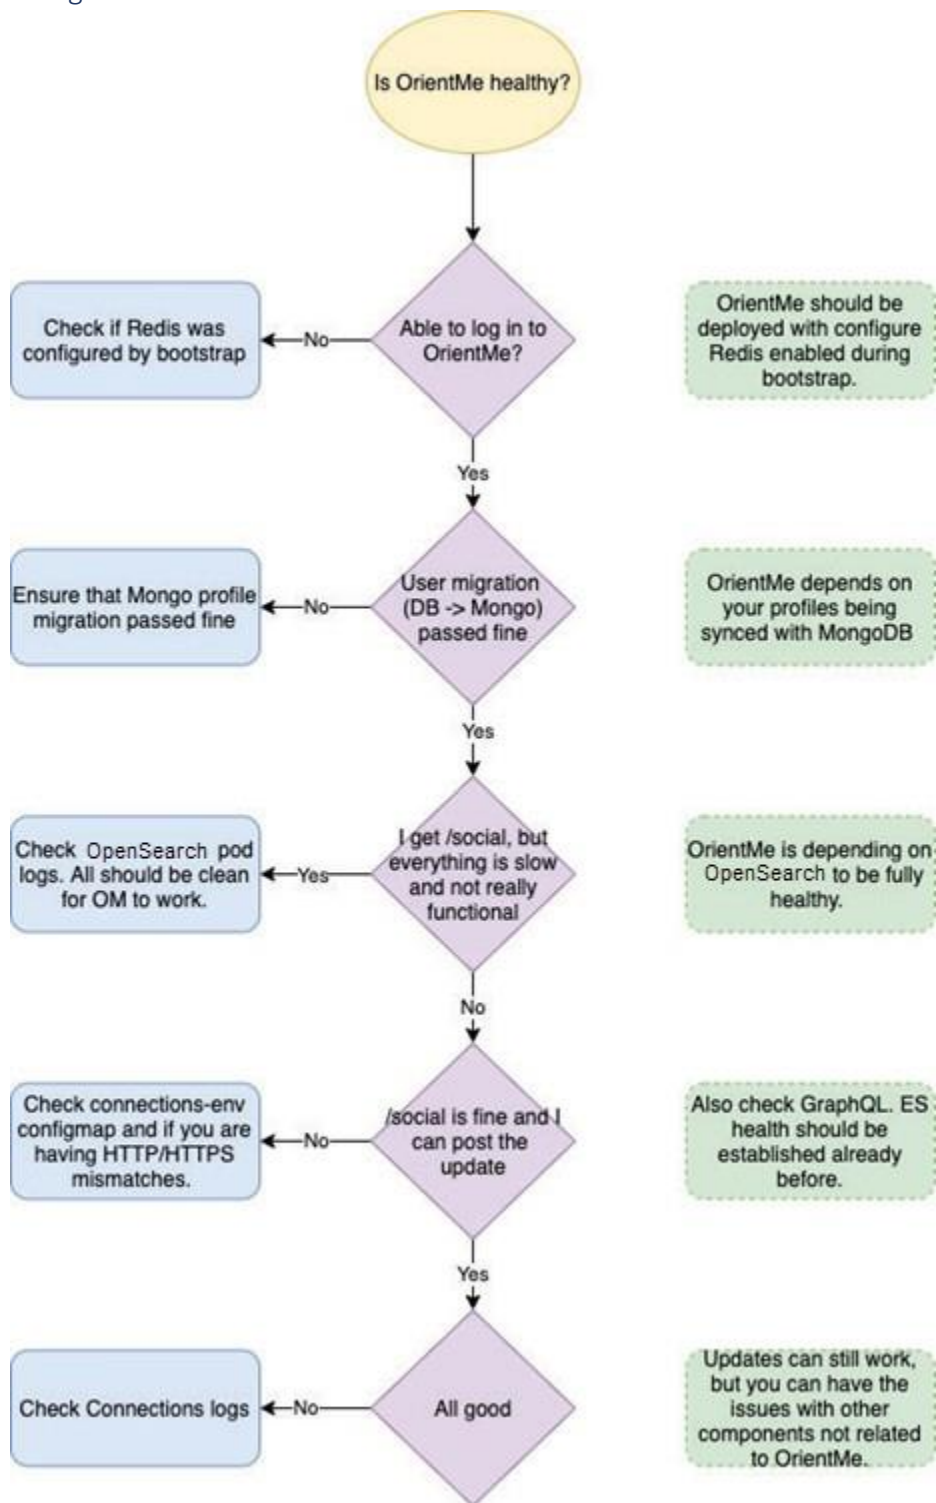 Is OrientMe healthy?
Check if Redis was
configured by bootstrap
No
Able to log in to
OrientMe?
OrientMe should be
deployed with configure
Redis enabled during
bootstrap.
Yes
Ensure that Mongo profile
migration passed fine
No
User migration
(DB -> Mongo)
passed fine
OrientMe depends on
your profiles being
synced with MongoDB
Yes
Check OpenSearch pod
logs. All should be clean
for OM to work.
Yes
I get /social, but
everything is slow
and not really
functional
OrientMe is depending on
OpenSearch to be fully
healthy.
No
Check connections-env
configmap and if you are
having HTTP/HTTPS
mismatches.
No
/social is fine and I
can post the
update
Also check GraphQL. ES
health should be
established already
before.
Yes
Check Connections logs
No
All good
Updates can still work,
but you can have the
issues with other
components not related
to OrientMe.